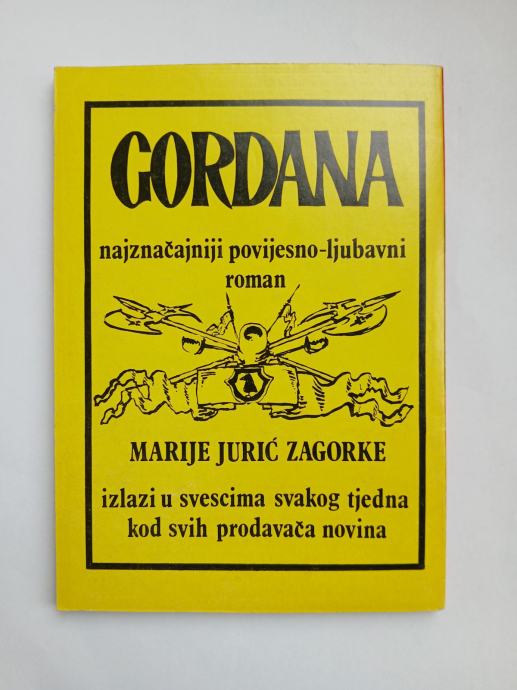 GORDANA
najznačajniji povijesno-ljubavni
roman
MARIJE JURIĆ ZAGORKE
izlazi u svescima svakog tjedna
kod svih prodavača novina